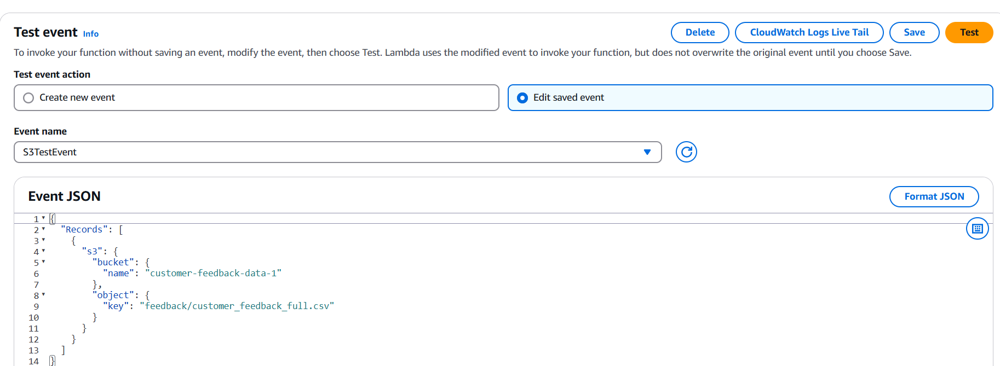 Test event Info
Delete
CloudWatch Logs Live Tail
Save
Test
To invoke your function without saving an event, modify the event, then choose Test. Lambda uses the modified event to invoke your function, but does not overwrite the original event until you choose Save.
Test event action
Create new event
Edit saved event
Event name
S3TestEvent
Event JSON
Format JSON
1 {
2 "Records": [
3 {
4 "s3": {
5 "bucket": {
6 "name": "customer-feedback-data-1"
7 },
8 "object": {
9 "key": "feedback/customer_feedback_full.csv"
10 }
11 }
12 }
13 ]
14 }